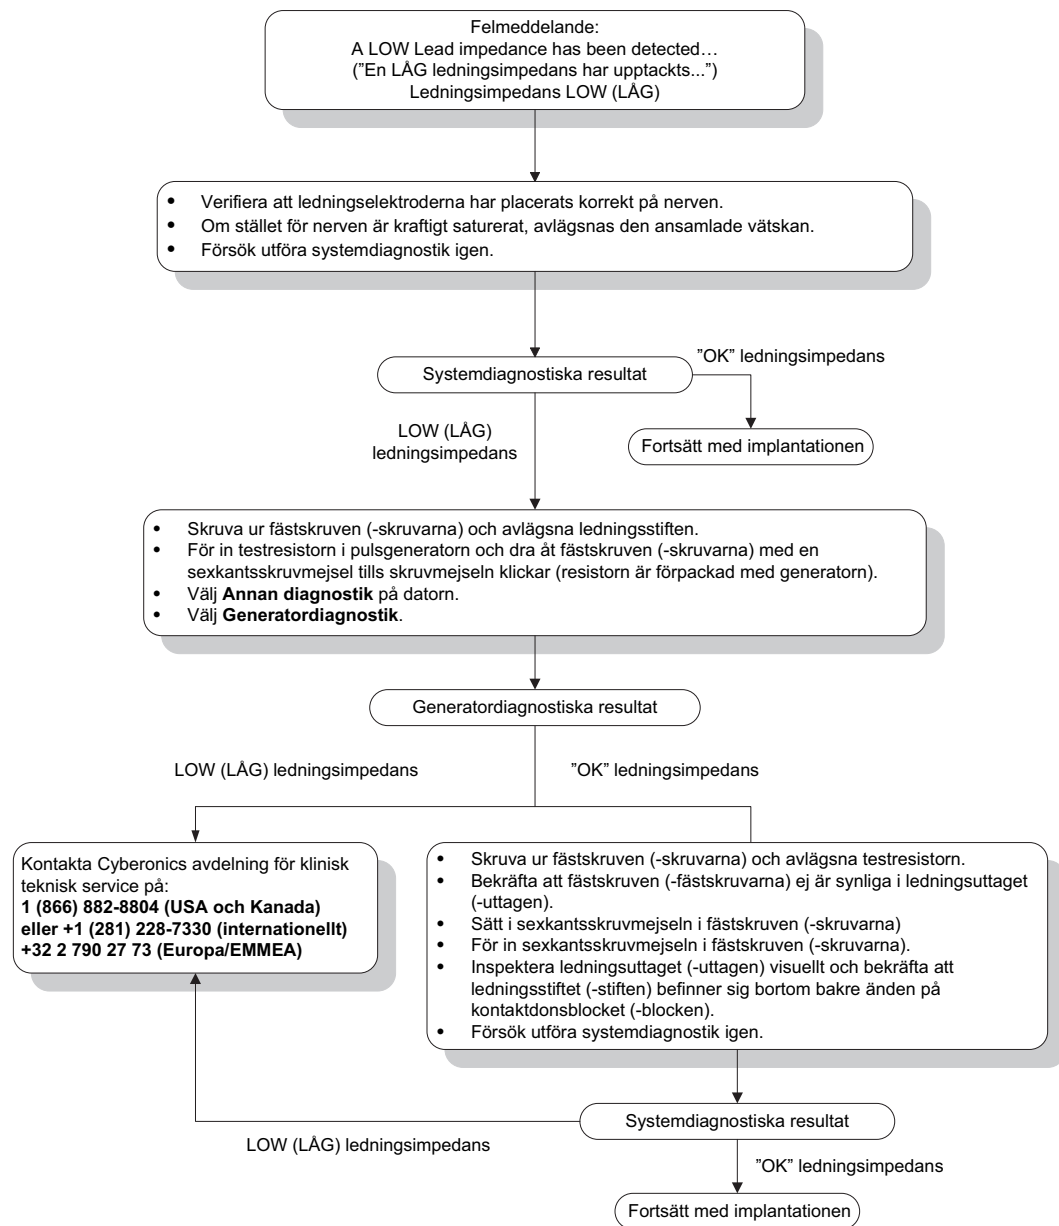 Felmeddelande:
A LOW Lead impedance has been detected…
(”En LÅG ledningsimpedans har upptackts...”)
Ledningsimpedans LOW (LÅG)
• Verifiera att ledningselektroderna har placerats korrekt på nerven.
• Om stället för nerven är kraftigt saturerat, avlägsnas den ansamlade vätskan.
• Försök utföra systemdiagnostik igen.
Systemdiagnostiska resultat
”OK” ledningsimpedans
Fortsätt med implantationen
LOW (LÅG)
ledningsimpedans
• Skruva ur fästskruven (-skruvarna) och avlägsna ledningsstiften.
• För in testresistorn i pulsgeneratorn och dra åt fästskruven (-skruvarna) med en
sexkantsskruvmejsel tills skruvmejseln klickar (resistorn är förpackad med generatorn).
• Välj Annan diagnostik på datorn.
• Välj Generatordiagnostik.
Generatordiagnostiska resultat
LOW (LÅG) ledningsimpedans
”OK” ledningsimpedans
Kontakta Cyberonics avdelning för klinisk
teknisk service på:
1 (866) 882-8804 (USA och Kanada)
eller +1 (281) 228-7330 (internationellt)
+32 2 790 27 73 (Europa/EMMEA)
• Skruva ur fästskruven (-skruvarna) och avlägsna testresistorn.
• Bekräfta att fästskruven (-fästskruvarna) ej är synliga i ledningsuttaget
(-uttagen).
• Sätt i sexkantsskruvmejseln i fästskruven (-skruvarna)
• För in sexkantsskruvmejseln i fästskruven (-skruvarna).
• Inspektera ledningsuttaget (-uttagen) visuellt och bekräfta att
ledningsstiftet (-stiften) befinner sig bortom bakre änden på
kontaktdonsblocket (-blocken).
• Försök utföra systemdiagnostik igen.
Systemdiagnostiska resultat
LOW (LÅG) ledningsimpedans
”OK” ledningsimpedans
Fortsätt med implantationen